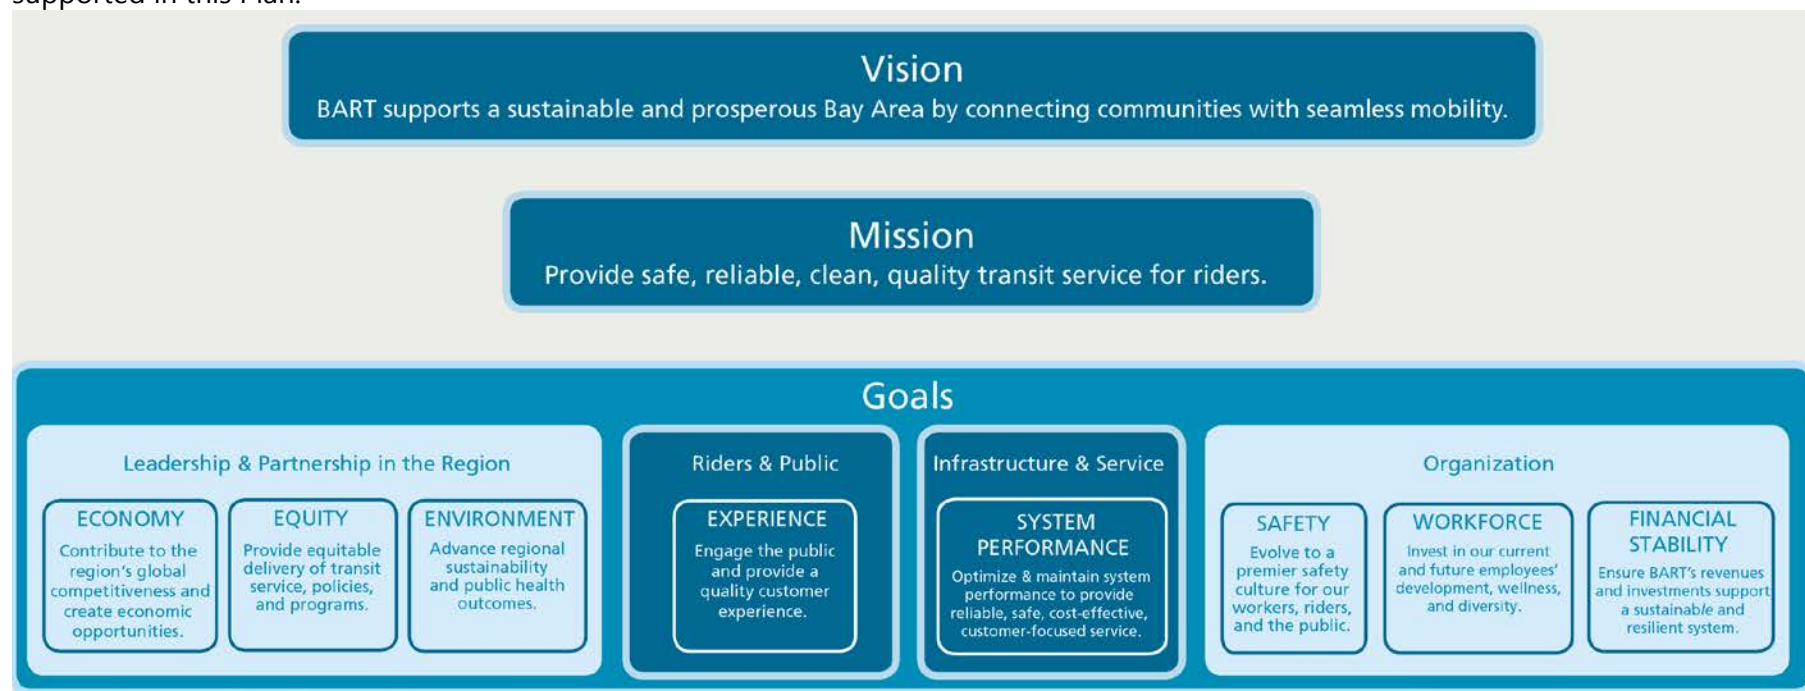 supported in this Plan.
Vision
BART supports a sustainable and prosperous Bay Area by connecting communities with seamless mobility.
Mission
Provide safe, reliable, clean, quality transit service for riders.
Goals
Leadership & Partnership in the Region
ECONOMY
Contribute to the
region's global
competitiveness and
create economic
opportunities.
EQUITY
Provide equitable
delivery of transit
service, policies,
and programs.
ENVIRONMENT
Advance regional
sustainability
and public health
outcomes.
Riders & Public
EXPERIENCE
Engage the public
and provide a
quality customer
experience.
Infrastructure & Service
SYSTEM
PERFORMANCE
Optimize & maintain system
performance to provide
reliable, safe, cost-effective,
customer-focused service.
Organization
SAFETY
Evolve to a
premier safety
culture for our
workers, riders,
and the public.
WORKFORCE
Invest in our current
and future employees'
development, wellness,
and diversity.
FINANCIAL
STABILITY
Ensure BART's revenues
and investments support
a sustainable and
resilient system.